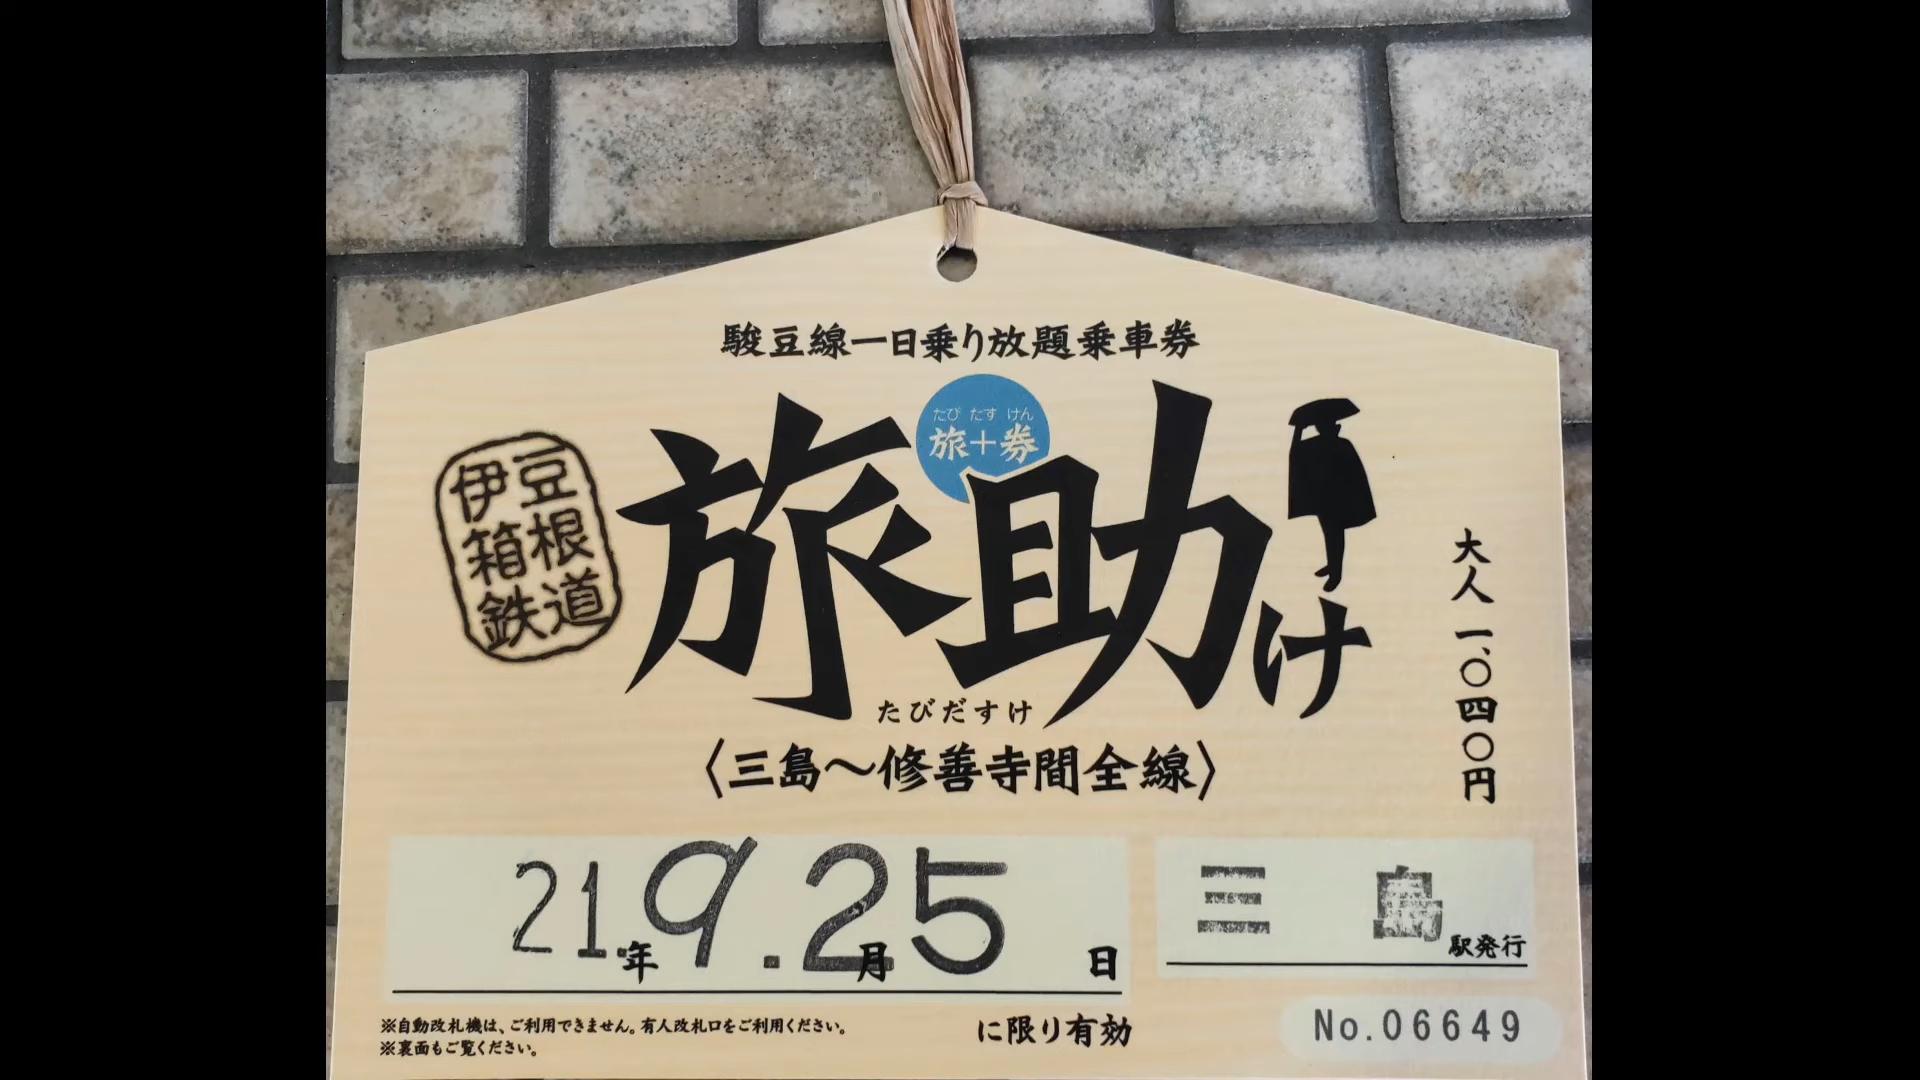 駿豆線一日乗り放題乗車券
たび たす けん
旅+券
伊豆
箱根
鉄道
旅助け
たびだすけ
〈三島〜修善寺間全線〉
大人 一、〇四〇円
21.年9.月25日
三島駅発行
に限り有効
※自動改札機は、ご利用できません。有人改札口をご利用ください。
※裏面もご覧ください。
No.06649